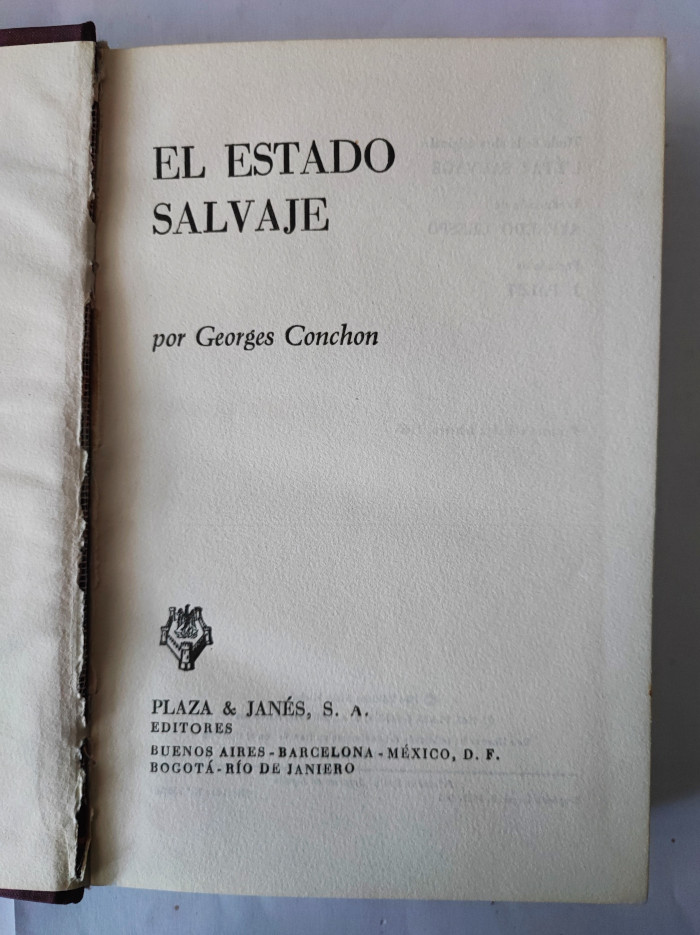 EL ESTADO
SALVAJE
por Georges Conchon
PLAZA & JANÉS, S. A.
EDITORES
BUENOS AIRES - BARCELONA - MÉXICO, D. F.
BOGOTÁ - RÍO DE JANIERO